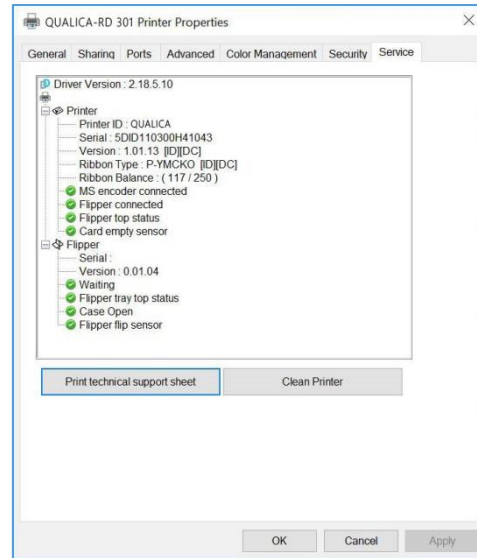 QUALICA-RD 301 Printer Properties
General Sharing Ports Advanced Color Management Security Service
Driver Version : 2.18.5.10
Printer
Printer ID : QUALICA
Serial : 5DID110300H41043
Version : 1.01.13 [ID][DC]
Ribbon Type : P-YMCKO [ID][DC]
Ribbon Balance : ( 117 / 250 )
MS encoder connected
Flipper connected
Flipper top status
Card empty sensor
Flipper
Serial :
Version : 0.01.04
Waiting
Flipper tray top status
Case Open
Flipper flip sensor
Print technical support sheet Clean Printer
OK Cancel Apply